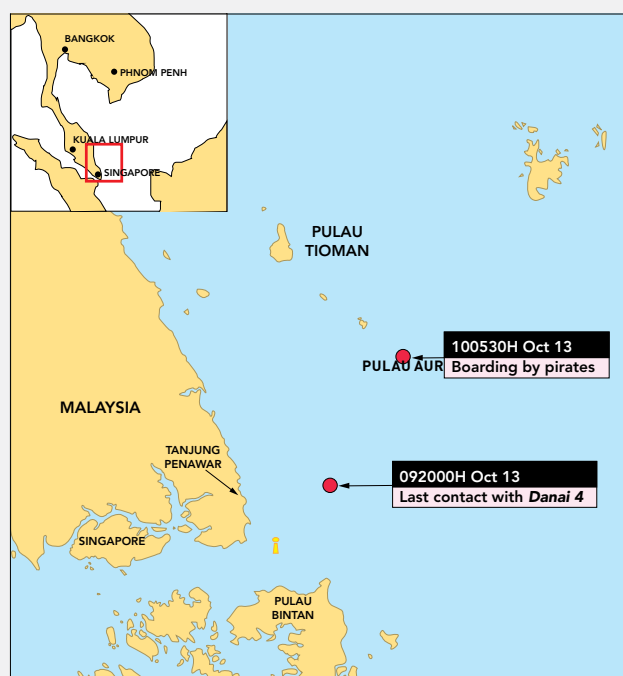 BANGKOK
PHNOM PENH
KUALA LUMPUR
SINGAPORE
PULAU
TIOMAN
100530H Oct 13
Boarding by pirates
PULAU AUR
MALAYSIA
TANJUNG
PENAWAR
092000H Oct 13
Last contact with Danai 4
SINGAPORE
PULAU
BINTAN